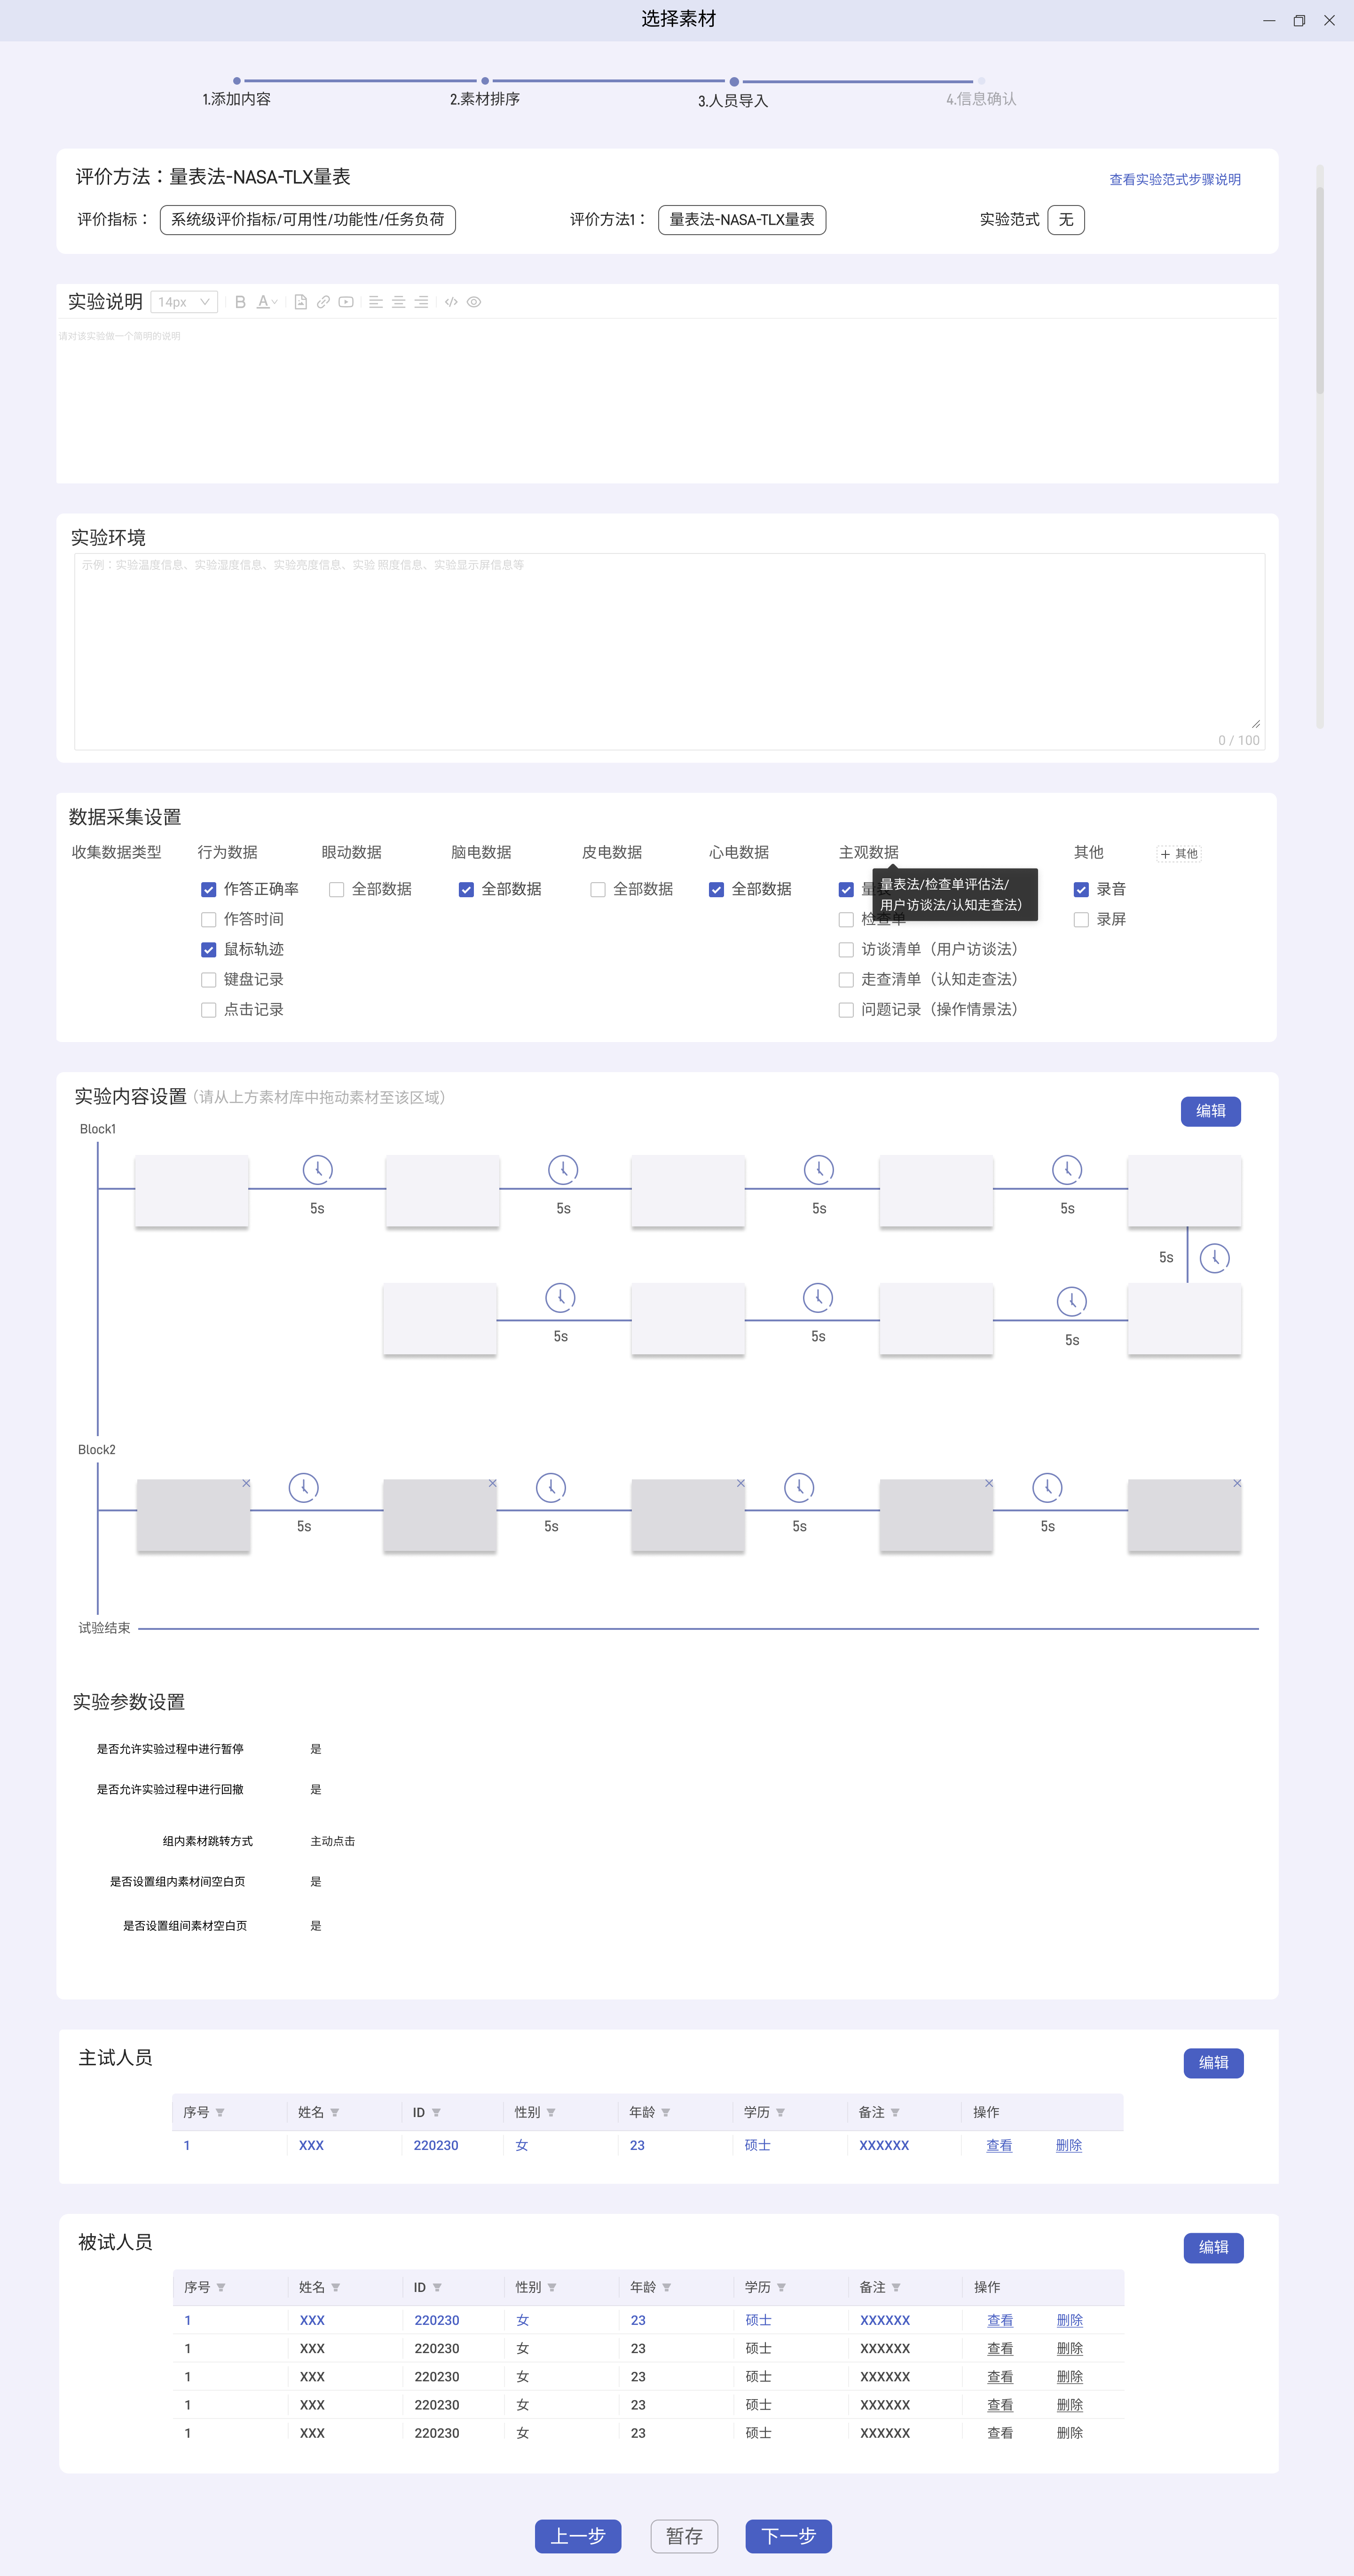 选择素材
1.添加内容
2.素材排序
3.人员导入
4.信息确认
评价方法：量表法-NASA-TLX量表
查看实验范式步骤说明
评价指标： 系统级评价指标/可用性/功能性/任务负荷 评价方法1： 量表法-NASA-TLX量表 实验范式 无
实验说明 14px B A
请对该实验做一个简明的说明
实验环境
示例：实验温度信息、实验湿度信息、实验亮度信息、实验 照度信息、实验显示屏信息等
0 / 100
数据采集设置
收集数据类型 行为数据 眼动数据 脑电数据 皮电数据 心电数据 主观数据 其他 + 其他
量表法/检查单评估法/
用户访谈法/认知走查法）
作答正确率 全部数据 全部数据 全部数据 全部数据 录音
作答时间 检查单 录屏
鼠标轨迹 访谈清单（用户访谈法）
键盘记录 走查清单（认知走查法）
点击记录 问题记录（操作情景法）
实验内容设置（请从上方素材库中拖动素材至该区域）
编辑
Block1
5s 5s 5s 5s
5s
5s 5s 5s
Block2
5s 5s 5s 5s
试验结束
实验参数设置
是否允许实验过程中进行暂停 是
是否允许实验过程中进行回撤 是
组内素材跳转方式 主动点击
是否设置组内素材间空白页 是
是否设置组间素材空白页 是
主试人员
编辑
序号 姓名 ID 性别 年龄 学历 备注 操作
1 XXX 220230 女 23 硕士 XXXXXX 查看 删除
被试人员
编辑
序号 姓名 ID 性别 年龄 学历 备注 操作
1 XXX 220230 女 23 硕士 XXXXXX 查看 删除
1 XXX 220230 女 23 硕士 XXXXXX 查看 删除
1 XXX 220230 女 23 硕士 XXXXXX 查看 删除
1 XXX 220230 女 23 硕士 XXXXXX 查看 删除
1 XXX 220230 女 23 硕士 XXXXXX 查看 删除
上一步 暂存 下一步